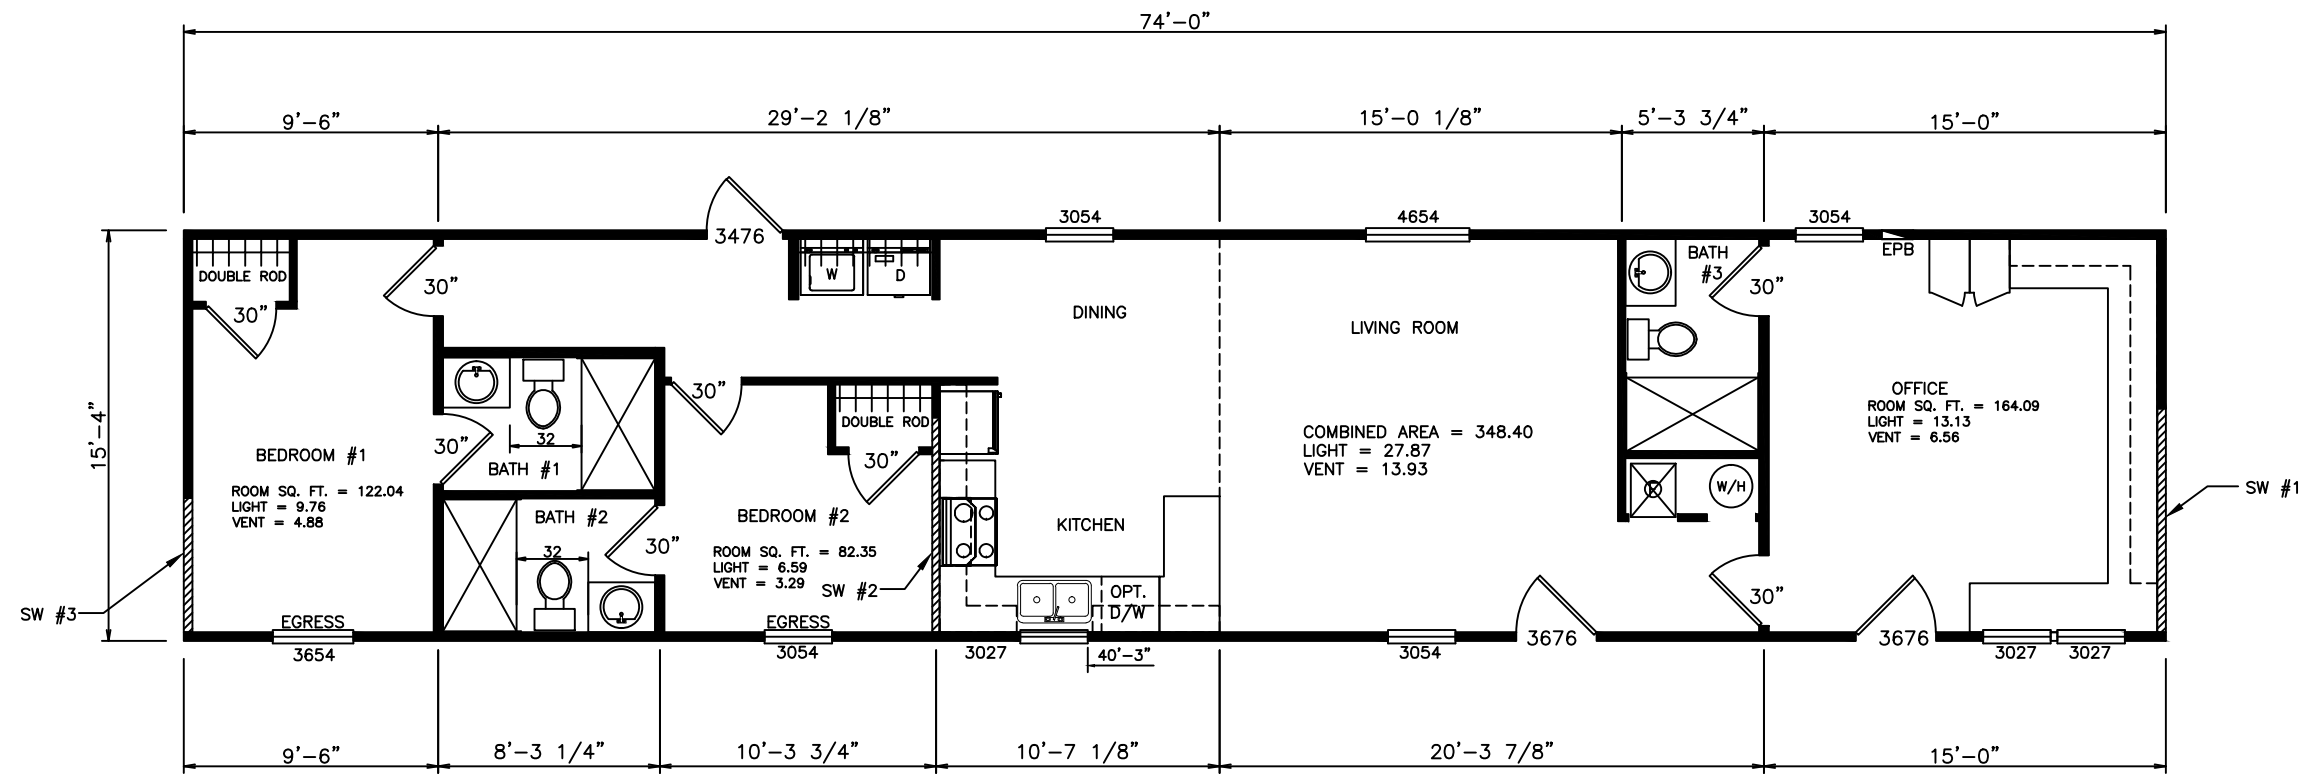 74'-0"
9'-6"
29'-2 1/8"
15'-0 1/8"
5'-3 3/4"
15'-0"
3054
4654
3054
3476
EPB
BATH
#3
DOUBLE ROD
W
D
30"
30"
30"
30"
DINING
LIVING ROOM
OFFICE
ROOM SQ. FT. = 164.09
LIGHT = 13.13
VENT = 6.56
15'-4"
30"
DOUBLE ROD
COMBINED AREA = 348.40
LIGHT = 27.87
VENT = 13.93
32
30"
BATH #1
30"
BEDROOM #1
ROOM SQ. FT. = 122.04
LIGHT = 9.76
VENT = 4.88
W/H
SW #1
BATH #2
BEDROOM #2
KITCHEN
32
30"
ROOM SQ. FT. = 82.35
LIGHT = 6.59
VENT = 3.29
SW #2
OPT.
D/W
30"
SW #3
EGRESS
EGRESS
3676
3676
3654
3054
3027
40'-3"
3054
3027
3027
9'-6"
8'-3 1/4"
10'-3 3/4"
10'-7 1/8"
20'-3 7/8"
15'-0"